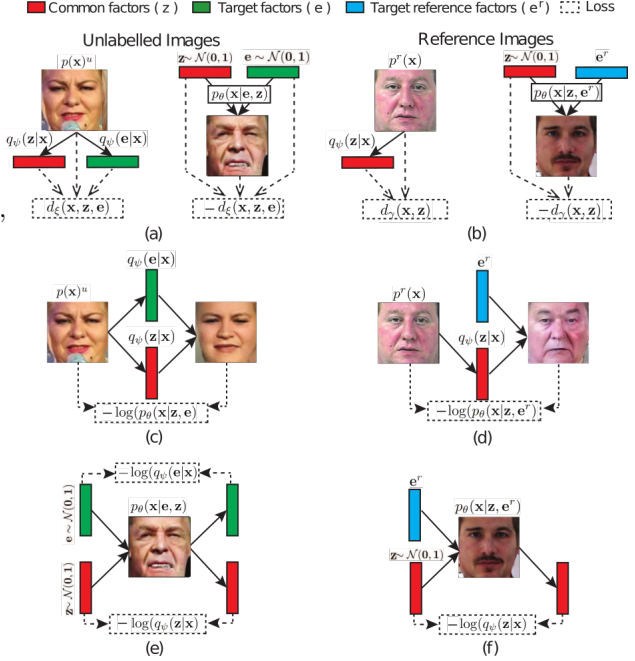 Common factors ( z ) Target factors ( e ) Target reference factors ( e^r ) Loss
Unlabelled Images Reference Images
p(x)^u z∼N(0,1) e ∼ N(0,1) p^r(x) z∼N(0,1) e^r
p_θ(x|e,z) p_θ(x|z,e^r)
q_ψ(z|x) q_ψ(e|x) q_ψ(z|x)
d_ξ(x,z,e) −d_ξ(x,z,e) d_γ(x,z) −d_γ(x,z)
,
(a) (b)
q_ψ(e|x) e^r
p(x)^u p^r(x)
q_ψ(z|x) q_ψ(z|x)
−log(p_θ(x|z,e) −log(p_θ(x|z,e^r)
(c) (d)
−log(q_ψ(e|x)
e ∼ N(0,1) p_θ(x|e,z) e^r p_θ(x|z,e^r)
z∼N(0,1) z∼N(0,1)
−log(q_ψ(z|x) −log(q_ψ(z|x)
(e) (f)